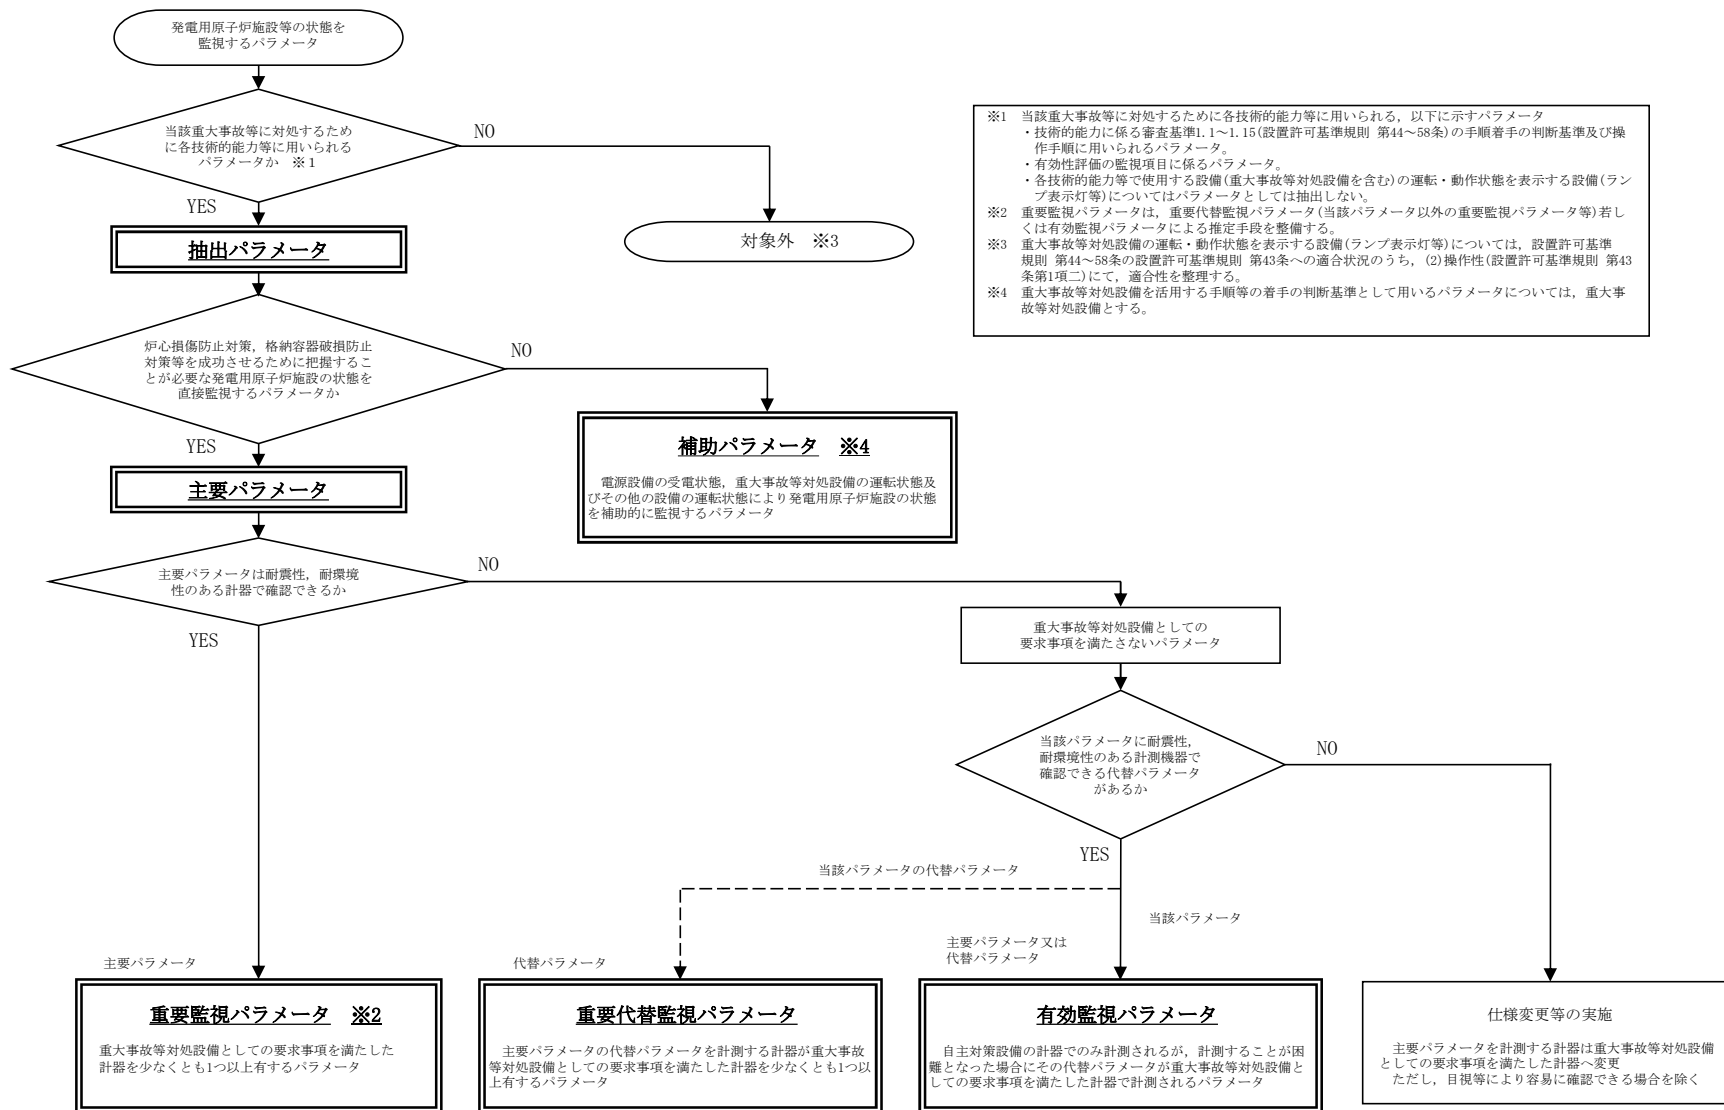 発電用原子炉施設等の状態を
監視するパラメータ
当該重大事故等に対処するため
に各技術的能力等に用いられる
パラメータか　※1
NO
YES
対象外　※3
抽出パラメータ
※1　当該重大事故等に対処するために各技術的能力等に用いられる，以下に示すパラメータ
・技術的能力に係る審査基準1.1～1.15(設置許可基準規則 第44～58条)の手順着手の判断基準及び操
作手順に用いられるパラメータ。
・有効性評価の監視項目に係るパラメータ。
・各技術的能力等で使用する設備(重大事故等対処設備を含む)の運転・動作状態を表示する設備(ラン
プ表示灯等)についてはパラメータとしては抽出しない。
※2　重要監視パラメータは，重要代替監視パラメータ(当該パラメータ以外の重要監視パラメータ等)若し
くは有効監視パラメータによる推定手段を整備する。
※3　重大事故等対処設備の運転・動作状態を表示する設備(ランプ表示灯等)については，設置許可基準
規則 第44～58条の設置許可基準規則 第43条への適合状況のうち，(2)操作性(設置許可基準規則 第43
条第1項二)にて，適合性を整理する。
※4　重大事故等対処設備を活用する手順等の着手の判断基準として用いるパラメータについては，重大事
故等対処設備とする。
炉心損傷防止対策，格納容器破損防止
対策等を成功させるために把握するこ
とが必要な発電用原子炉施設の状態を
直接監視するパラメータか
NO
YES
補助パラメータ　※4
電源設備の受電状態，重大事故等対処設備の運転状態及
びその他の設備の運転状態により発電用原子炉施設の状態
を補助的に監視するパラメータ
主要パラメータ
主要パラメータは耐震性，耐環境
性のある計器で確認できるか
NO
YES
重大事故等対処設備としての
要求事項を満たさないパラメータ
当該パラメータに耐震性，
耐環境性のある計測機器で
確認できる代替パラメータ
があるか
NO
YES
当該パラメータの代替パラメータ
当該パラメータ
主要パラメータ
代替パラメータ
主要パラメータ又は
代替パラメータ
重要監視パラメータ　※2
重大事故等対処設備としての要求事項を満たした
計器を少なくとも1つ以上有するパラメータ
重要代替監視パラメータ
主要パラメータの代替パラメータを計測する計器が重大事故
等対処設備としての要求事項を満たした計器を少なくとも1つ以
上有するパラメータ
有効監視パラメータ
自主対策設備の計器でのみ計測されるが，計測することが困
難となった場合にその代替パラメータが重大事故等対処設備と
しての要求事項を満たした計器で計測されるパラメータ
仕様変更等の実施
主要パラメータを計測する計器は重大事故等対処設備
としての要求事項を満たした計器へ変更
ただし，目視等により容易に確認できる場合を除く